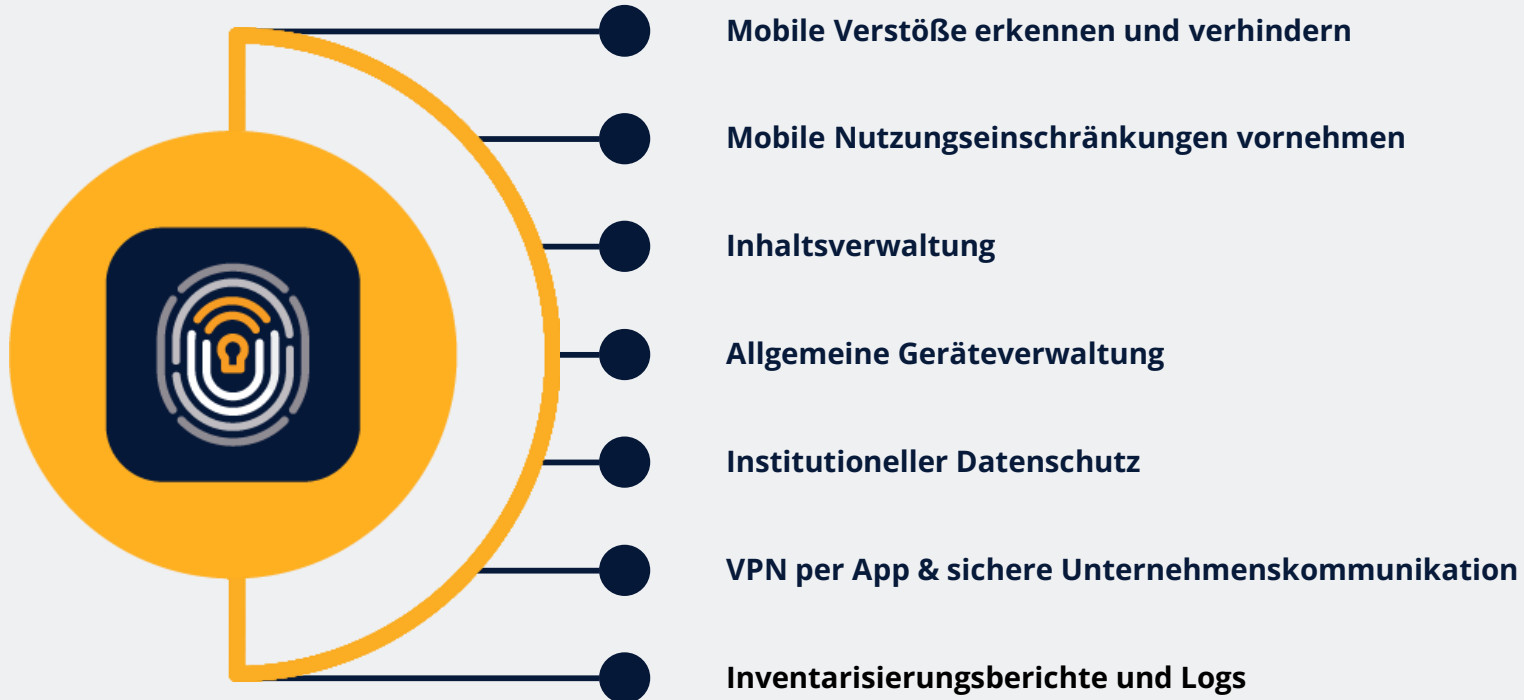 Mobile Verstöße erkennen und verhindern
Mobile Nutzungseinschränkungen vornehmen
Inhaltsverwaltung
Allgemeine Geräteverwaltung
Institutioneller Datenschutz
VPN per App & sichere Unternehmenskommunikation
Inventarisierungsberichte und Logs